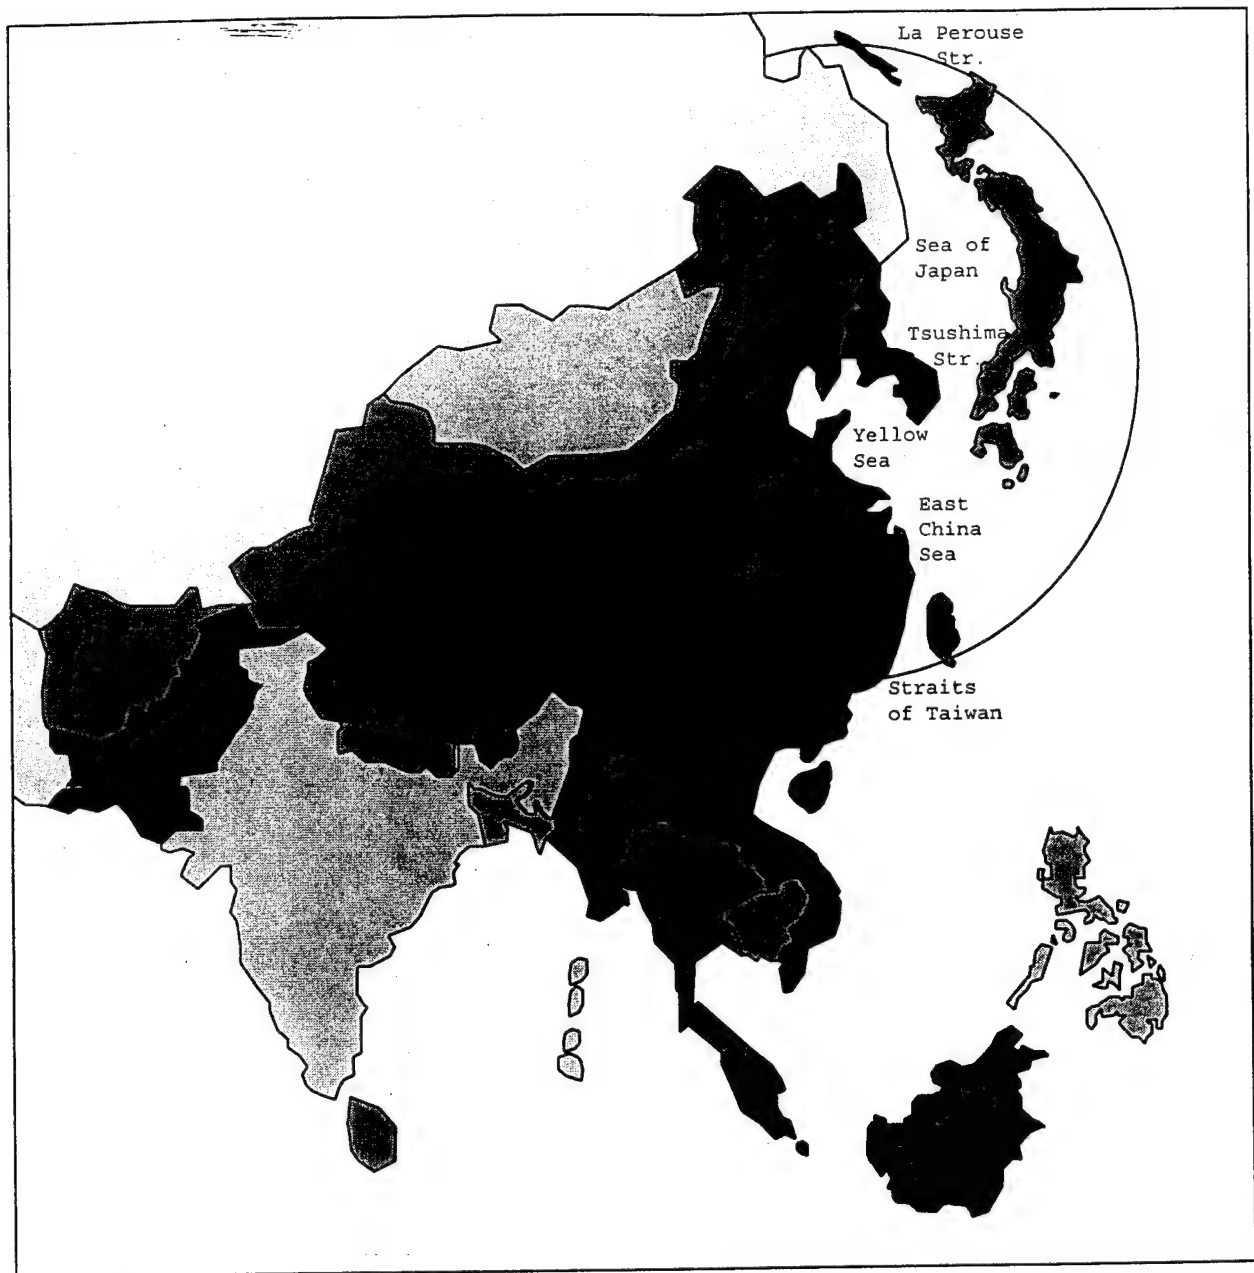 La Perouse
Str.
Sea of
Japan
Tsushima
Str.
Yellow
Sea
East
China
Sea
Straits
of Taiwan